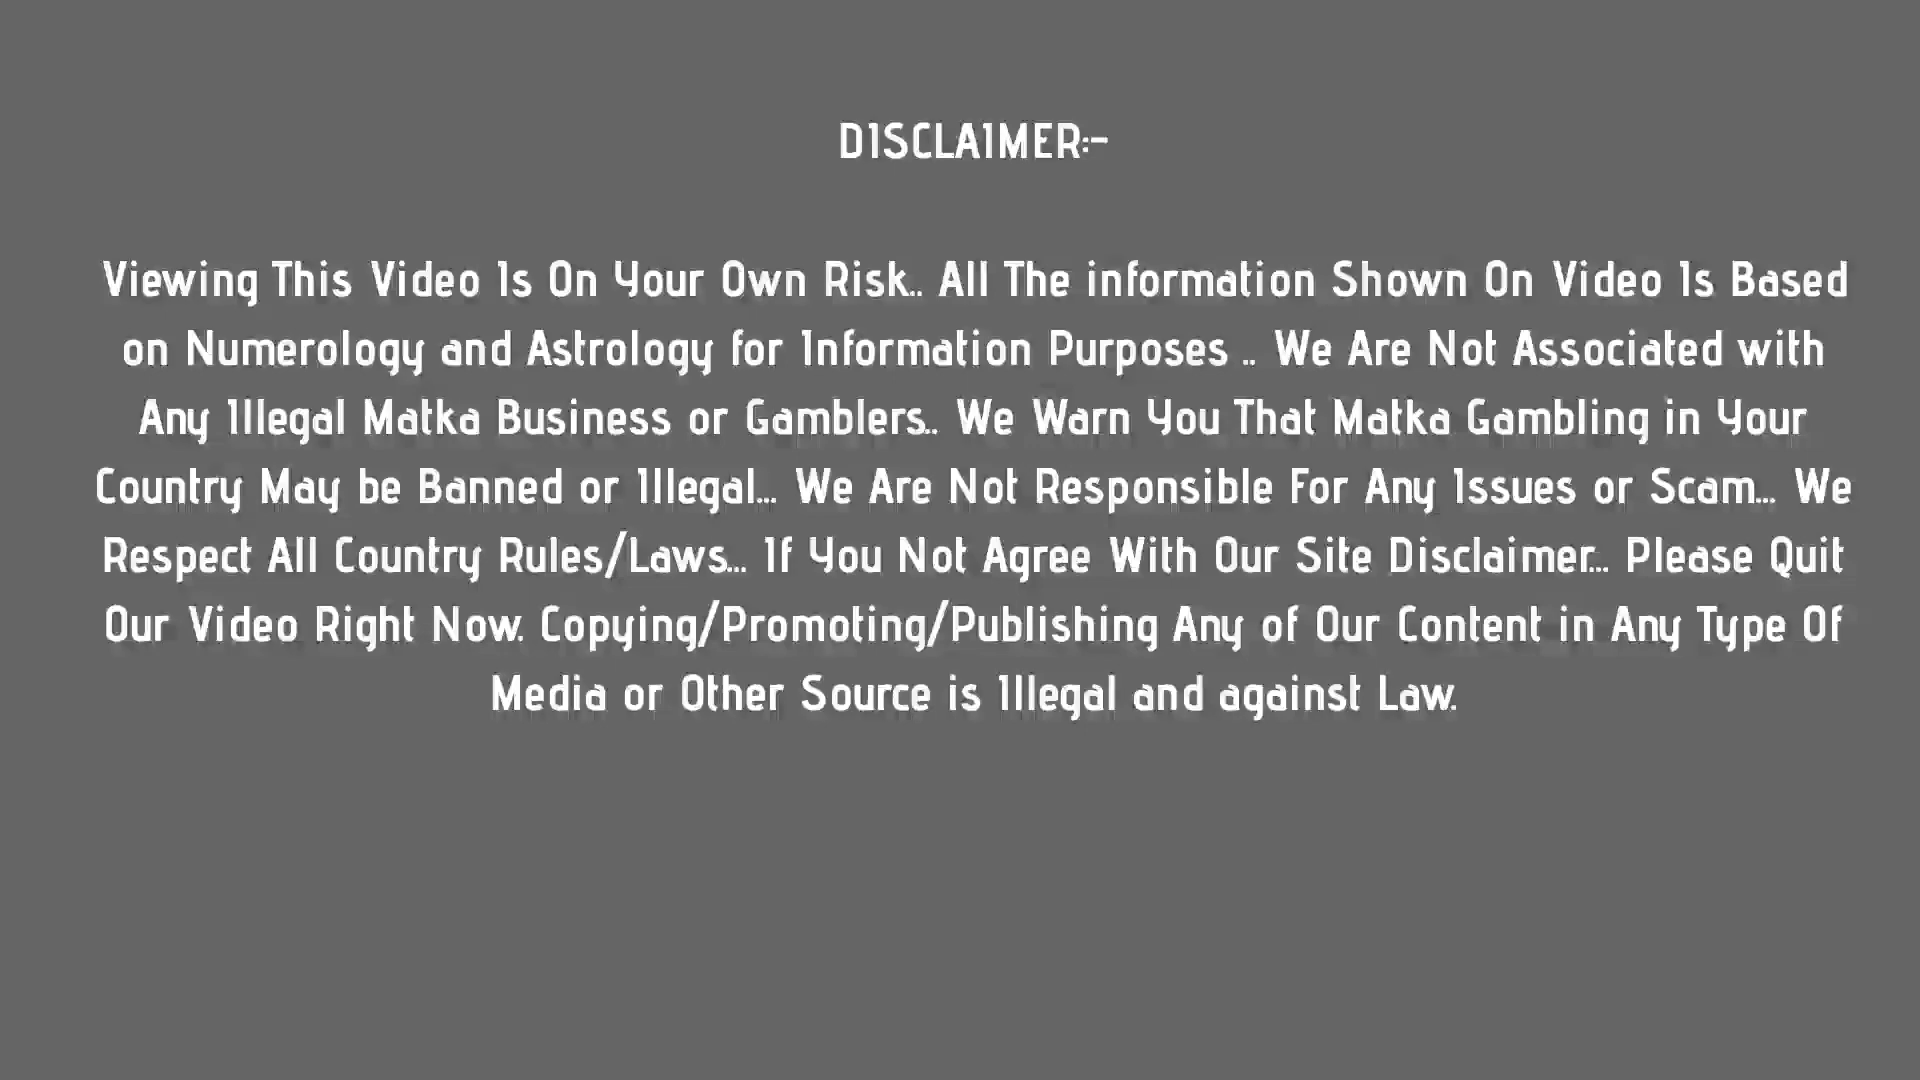 DISCLAIMER:-
Viewing This Video Is On Your Own Risk.. All The information Shown On Video Is Based
on Numerology and Astrology for Information Purposes .. We Are Not Associated with
Any Illegal Matka Business or Gamblers.. We Warn You That Matka Gambling in Your
Country May be Banned or Illegal... We Are Not Responsible For Any Issues or Scam... We
Respect All Country Rules/Laws... If You Not Agree With Our Site Disclaimer... Please Quit
Our Video Right Now. Copying/Promoting/Publishing Any of Our Content in Any Type Of
Media or Other Source is Illegal and against Law.